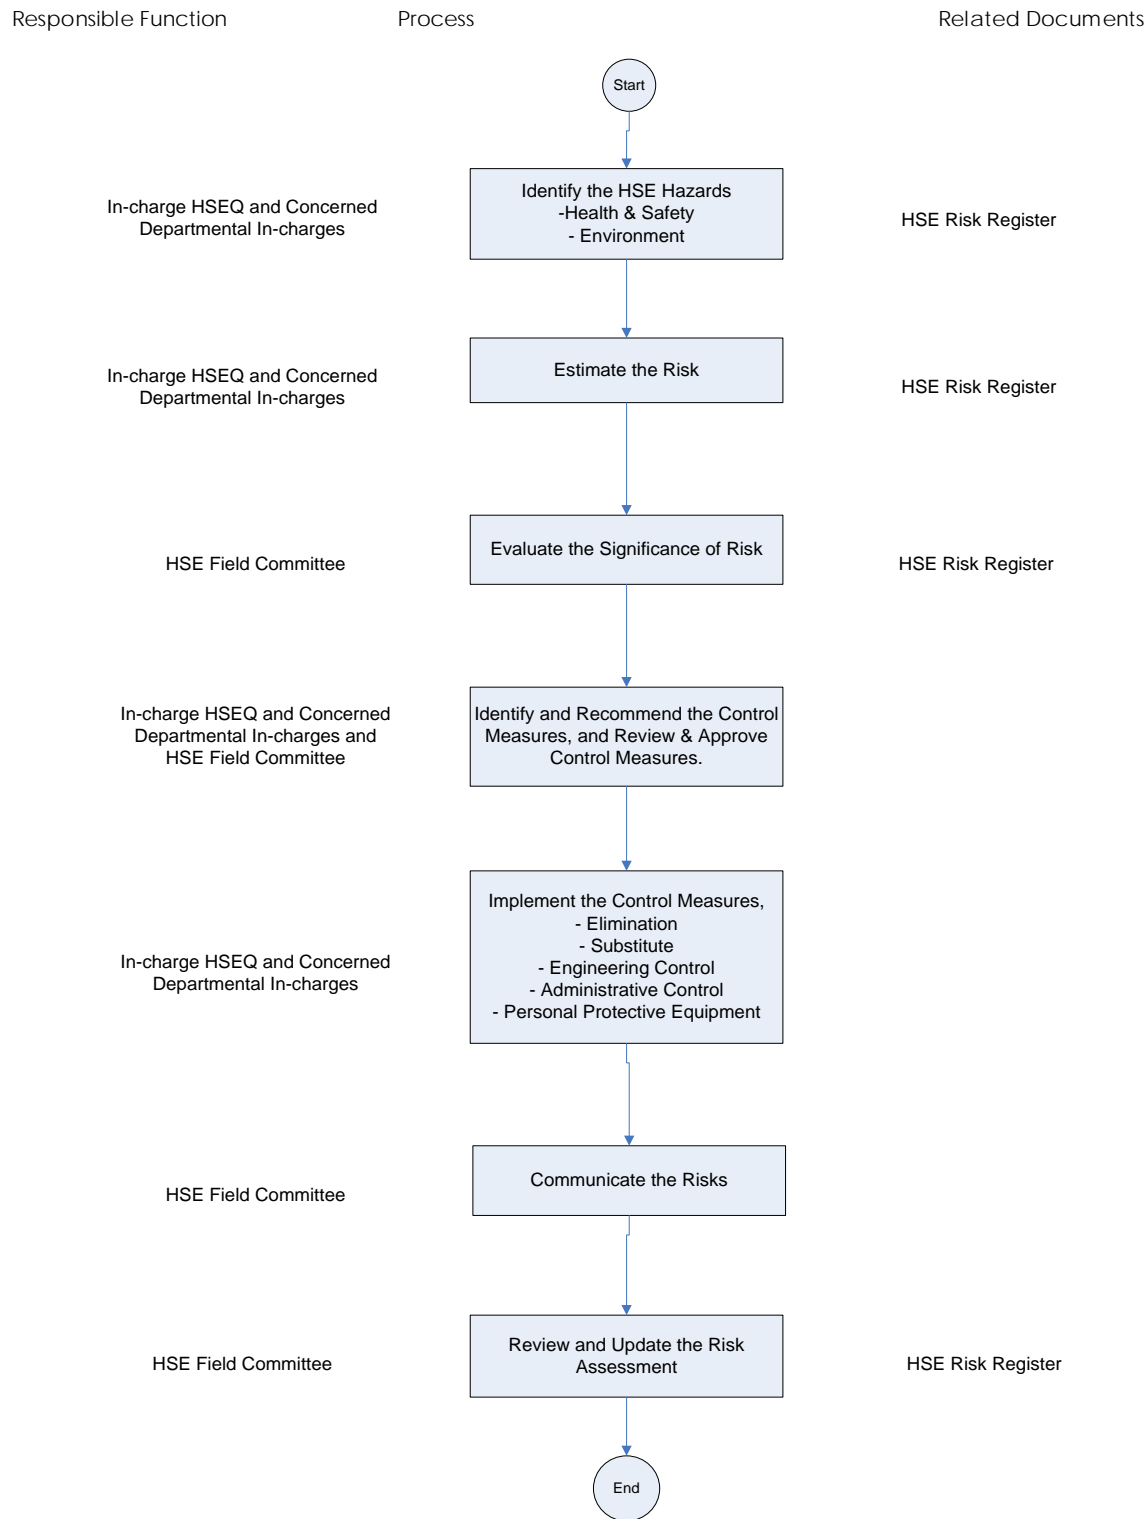 Responsible Function
Process
Related Documents
Start
In-charge HSEQ and Concerned
Departmental In-charges
Identify the HSE Hazards
-Health & Safety
- Environment
HSE Risk Register
In-charge HSEQ and Concerned
Departmental In-charges
Estimate the Risk
HSE Risk Register
HSE Field Committee
Evaluate the Significance of Risk
HSE Risk Register
In-charge HSEQ and Concerned
Departmental In-charges and
HSE Field Committee
Identify and Recommend the Control
Measures, and Review & Approve
Control Measures.
In-charge HSEQ and Concerned
Departmental In-charges
Implement the Control Measures,
- Elimination
- Substitute
- Engineering Control
- Administrative Control
- Personal Protective Equipment
HSE Field Committee
Communicate the Risks
HSE Field Committee
Review and Update the Risk
Assessment
HSE Risk Register
End